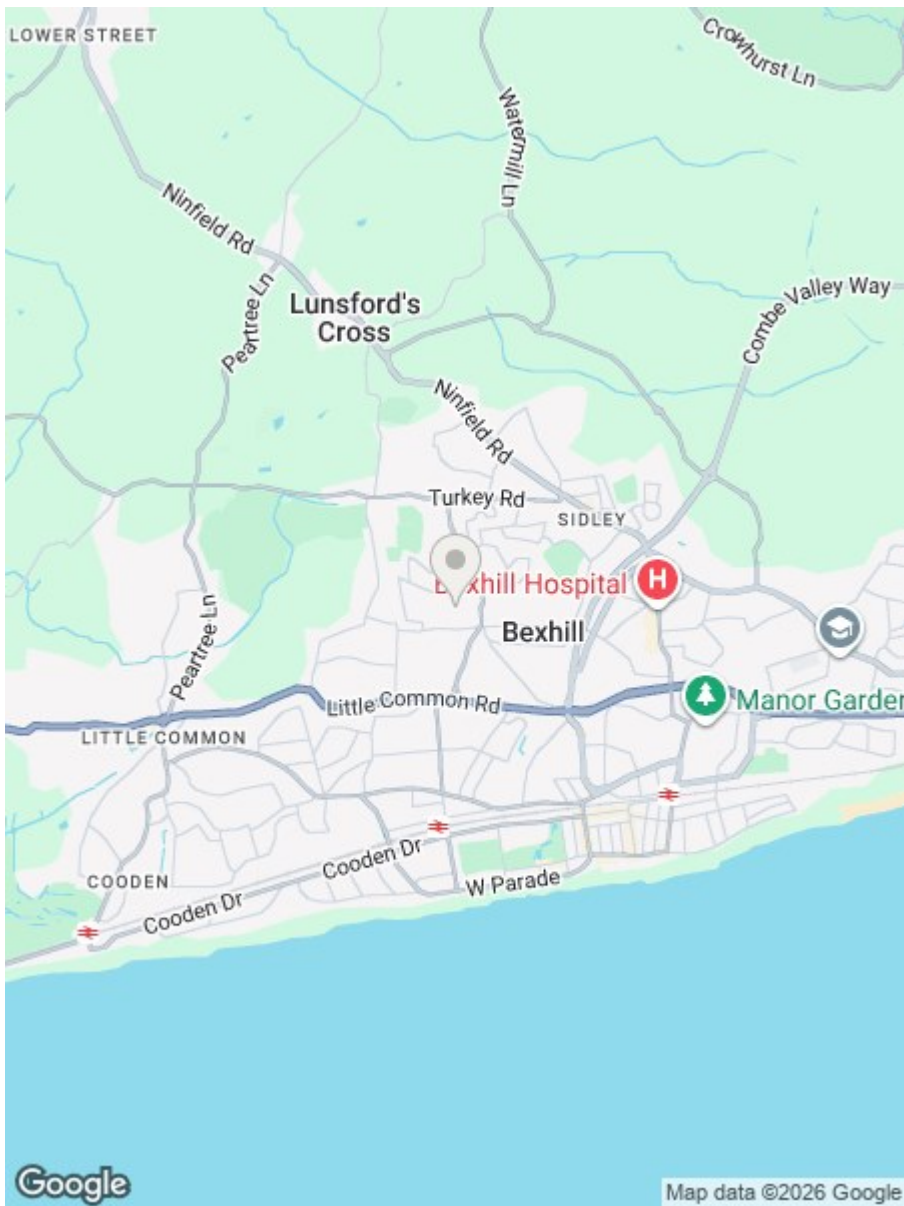 LOWER STREET
Crowhurst Ln
Watermill Ln
Ninfield Rd
Combe Valley Way
Lunsford's
Cross
Peartree Ln
Ninfield Rd
Turkey Rd
SIDLEY
xhill Hospital
H
Bexhill
Peartree Ln
Little Common Rd
Manor Garden
LITTLE COMMON
Cooden Dr
W Parade
COODEN
Cooden Dr
Google
Map data ©2026 Google